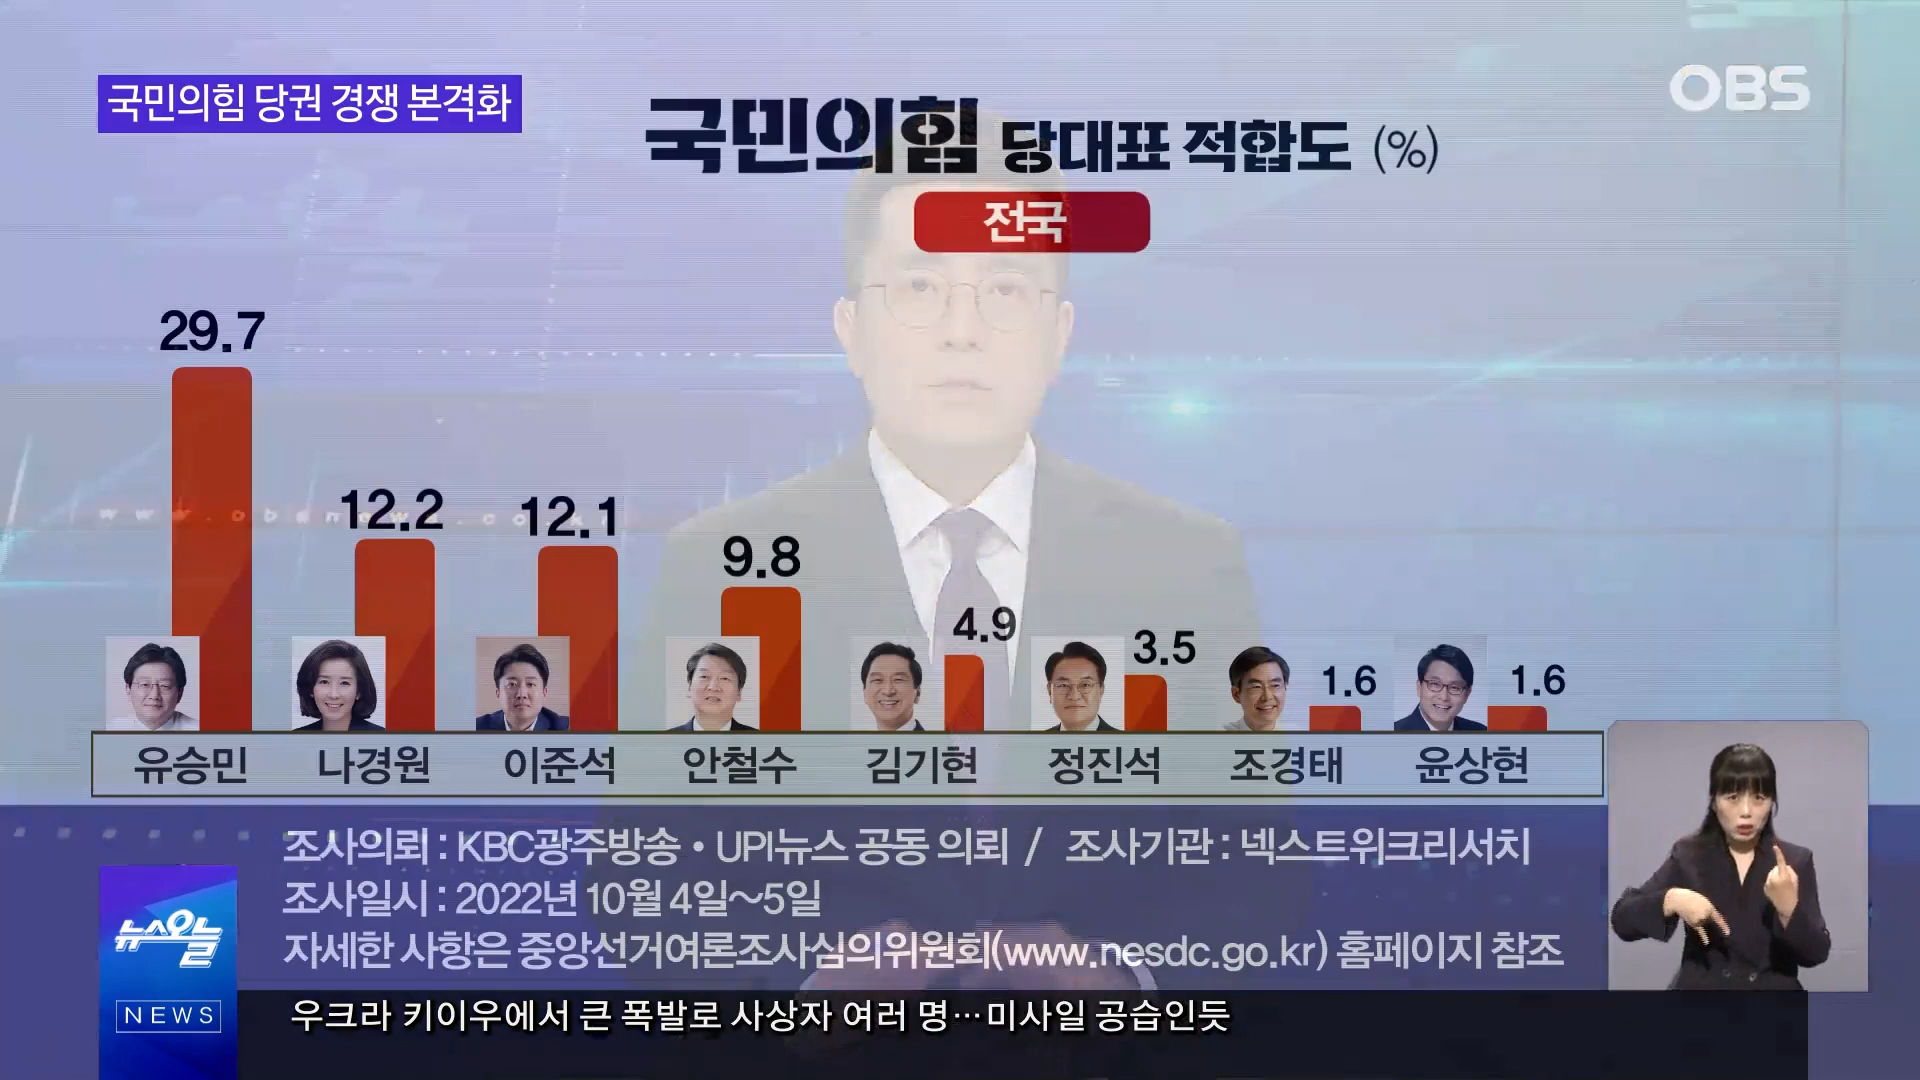 국민의힘 당권 경쟁 본격화
OBS
국민의힘 당대표 적합도 (%)
전국
29.7
12.2
12.1
9.8
4.9
3.5
1.6
1.6
유승민 나경원 이준석 안철수 김기현 정진석 조경태 윤상현
조사의뢰 : KBC광주방송 • UPI뉴스 공동 의뢰 / 조사기관 : 넥스트위크리서치
조사일시 : 2022년 10월 4일~5일
자세한 사항은 중앙선거여론조사심의위원회(www.nesdc.go.kr) 홈페이지 참조
뉴스오늘
NEWS
우크라 키이우에서 큰 폭발로 사상자 여러 명…미사일 공습인듯